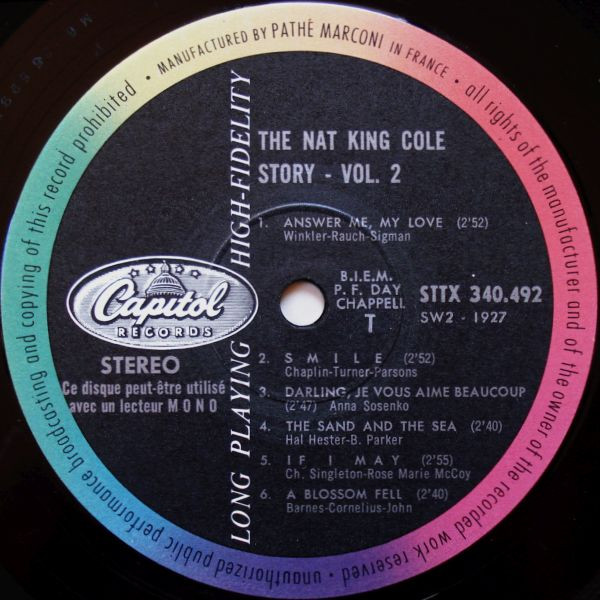 MANUFACTURED BY PATHÉ MARCONI IN FRANCE • all rights of the manufacturer and of the owner of the recorded work reserved • unauthorized public performance broadcasting and copying of this record prohibited •
LONG PLAYING HIGH-FIDELITY
THE NAT KING COLE
STORY - VOL. 2
1. ANSWER ME, MY LOVE (2'52)
Winkler-Rauch-Sigman
Capitol
RECORDS
STEREO
Ce disque peut-être utilisé
avec un lecteur MONO
B.I.E.M.
P. F. DAY
CHAPPELL
T
STTX 340.492
SW2 - 1927
2. SMILE (2'52)
Chaplin-Turner-Parsons
3. DARLING, JE VOUS AIME BEAUCOUP
(2'47) Anna Sosenko
4. THE SAND AND THE SEA (2'40)
Hal Hester-B. Parker
5. IF I MAY (2'55)
Ch. Singleton-Rose Marie McCoy
6. A BLOSSOM FELL (2'40)
Barnes-Cornelius-John